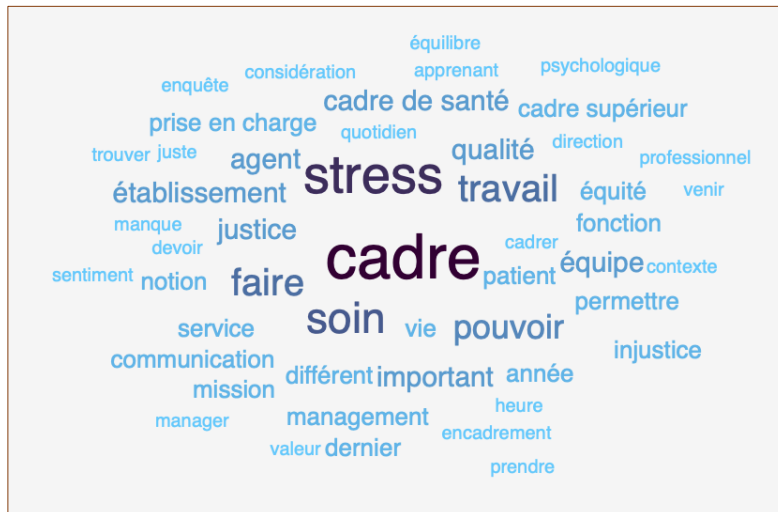 équilibre
considération
apprenant
psychologique
enquête
cadre de santé
cadre supérieur
prise en charge
quotidien
qualité
direction
trouver
juste
agent
stress
professionnel
établissement
travail
équité
venir
manque
justice
fonction
devoir
cadrer
cadre
sentiment
notion
faire
patient
équipe
contexte
soin
permettre
service
vie
pouvoir
injustice
communication
différent
important
année
mission
manager
management
heure
encadrement
valeur
dernier
prendre